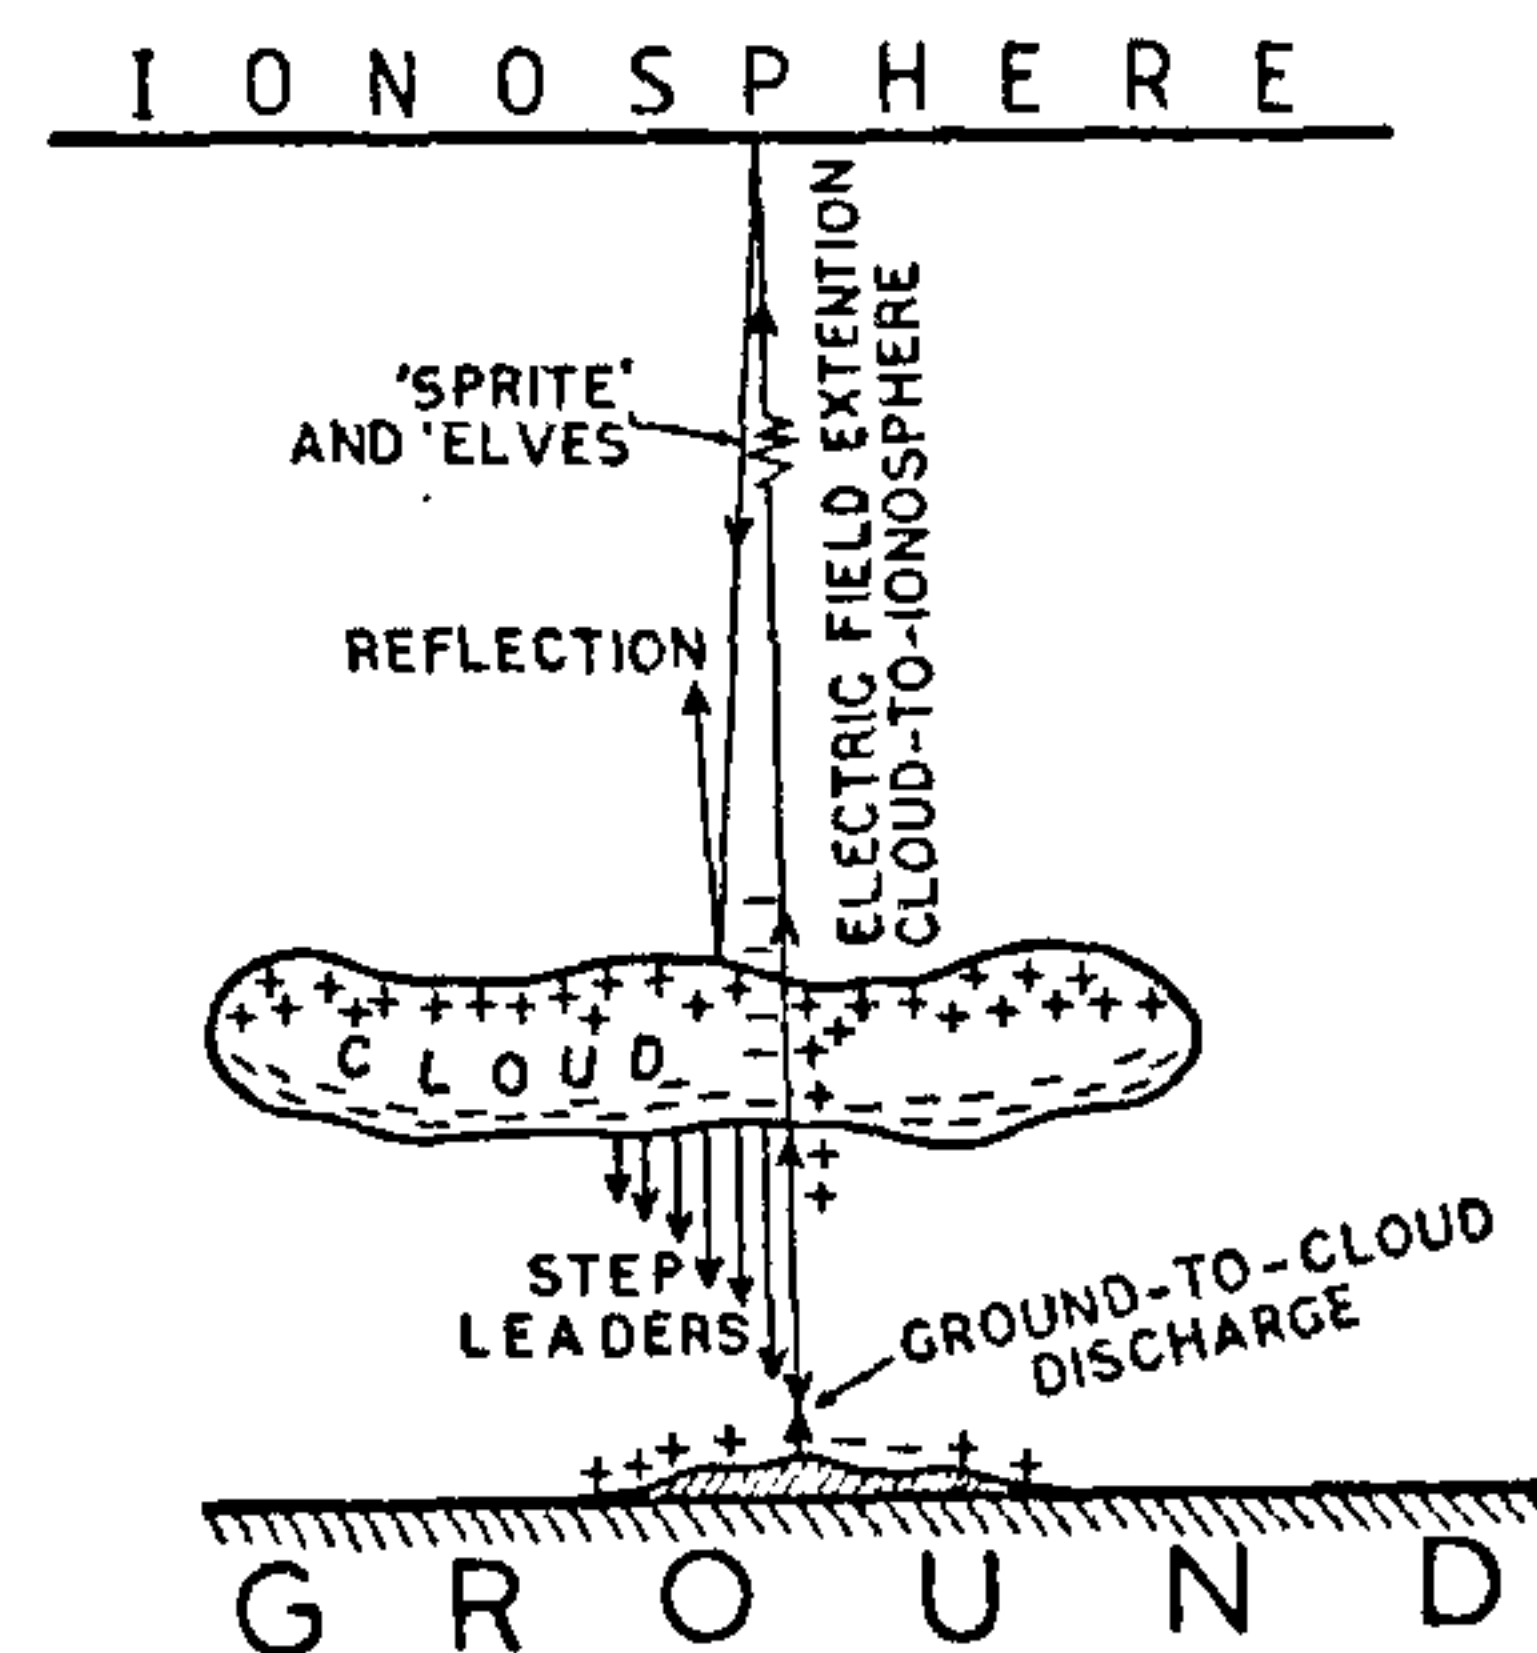 IONOSPHERE
'SPRITE'
AND 'ELVES'
ELECTRIC FIELD EXTENTION
CLOUD-TO-IONOSPHERE
REFLECTION
CLOUD
STEP
LEADERS
GROUND-TO-CLOUD
DISCHARGE
GROUND